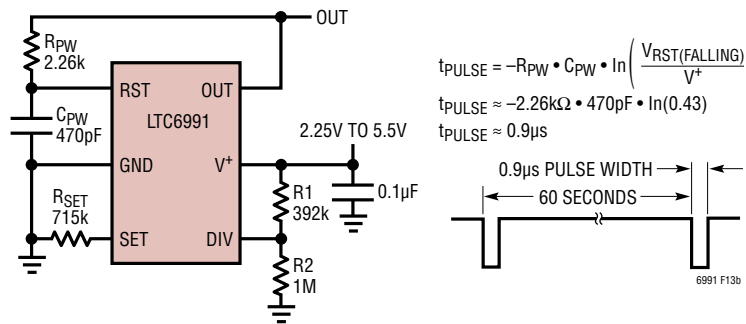 OUT
RPW
2.26k
CPW
470pF
RSET
715k
RST
OUT
LTC6991
GND
V+
SET
DIV
2.25V TO 5.5V
R1
392k
0.1µF
R2
1M
tPULSE = –RPW • CPW • In( VRST(FALLING)
V+
tPULSE ≈ –2.26kΩ • 470pF • In(0.43)
tPULSE ≈ 0.9µs
0.9µs PULSE WIDTH
60 SECONDS
6991 F13b